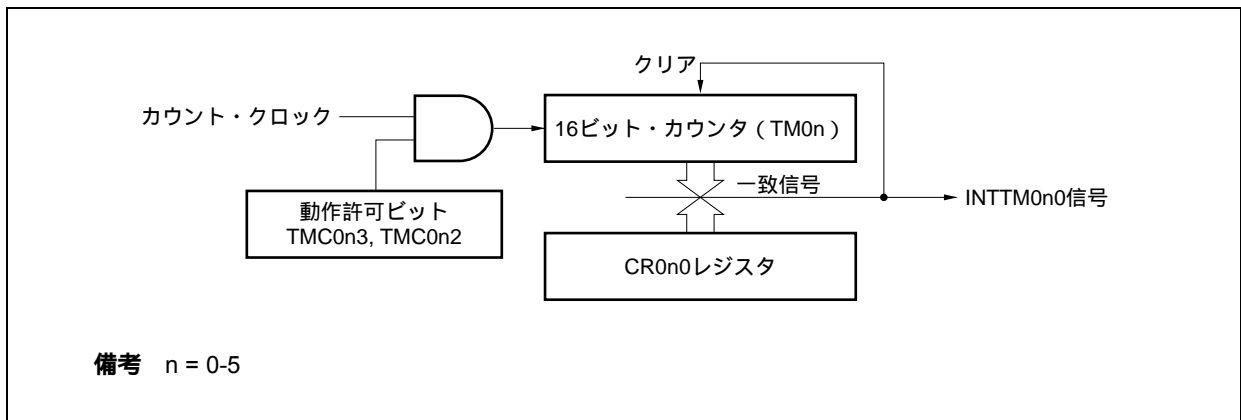 クリア
カウント・クロック
16ビット・カウンタ（TM0n）
一致信号
INTTM0n0信号
動作許可ビット
TMC0n3, TMC0n2
CR0n0レジスタ
備考 n = 0-5